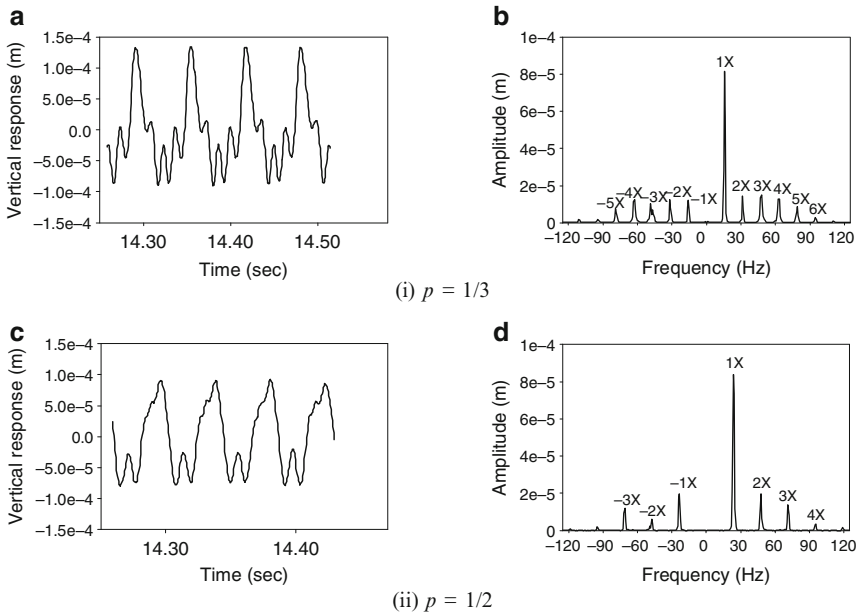 a
b
Vertical response (m)
1.5e–4
1.0e–4
5.0e–5
0.0
–5.0e–5
–1.0e–4
–1.5e–4
14.30
14.40
14.50
Time (sec)
Amplitude (m)
1e–4
8e–5
6e–5
4e–5
2e–5
0
1X
–5X
–4X
–3X
–2X
–1X
2X
3X
4X
5X
6X
–120
–90
–60
–30
0
30
60
90
120
Frequency (Hz)
(i) p = 1/3
c
d
Vertical response (m)
1.5e–4
1.0e–4
5.0e–5
0.0
–5.0e–5
–1.0e–4
–1.5e–4
14.30
14.40
Time (sec)
Amplitude (m)
1e–4
8e–5
6e–5
4e–5
2e–5
0
1X
–3X
–2X
–1X
2X
3X
4X
–120
–90
–60
–30
0
30
60
90
120
Frequency (Hz)
(ii) p = 1/2